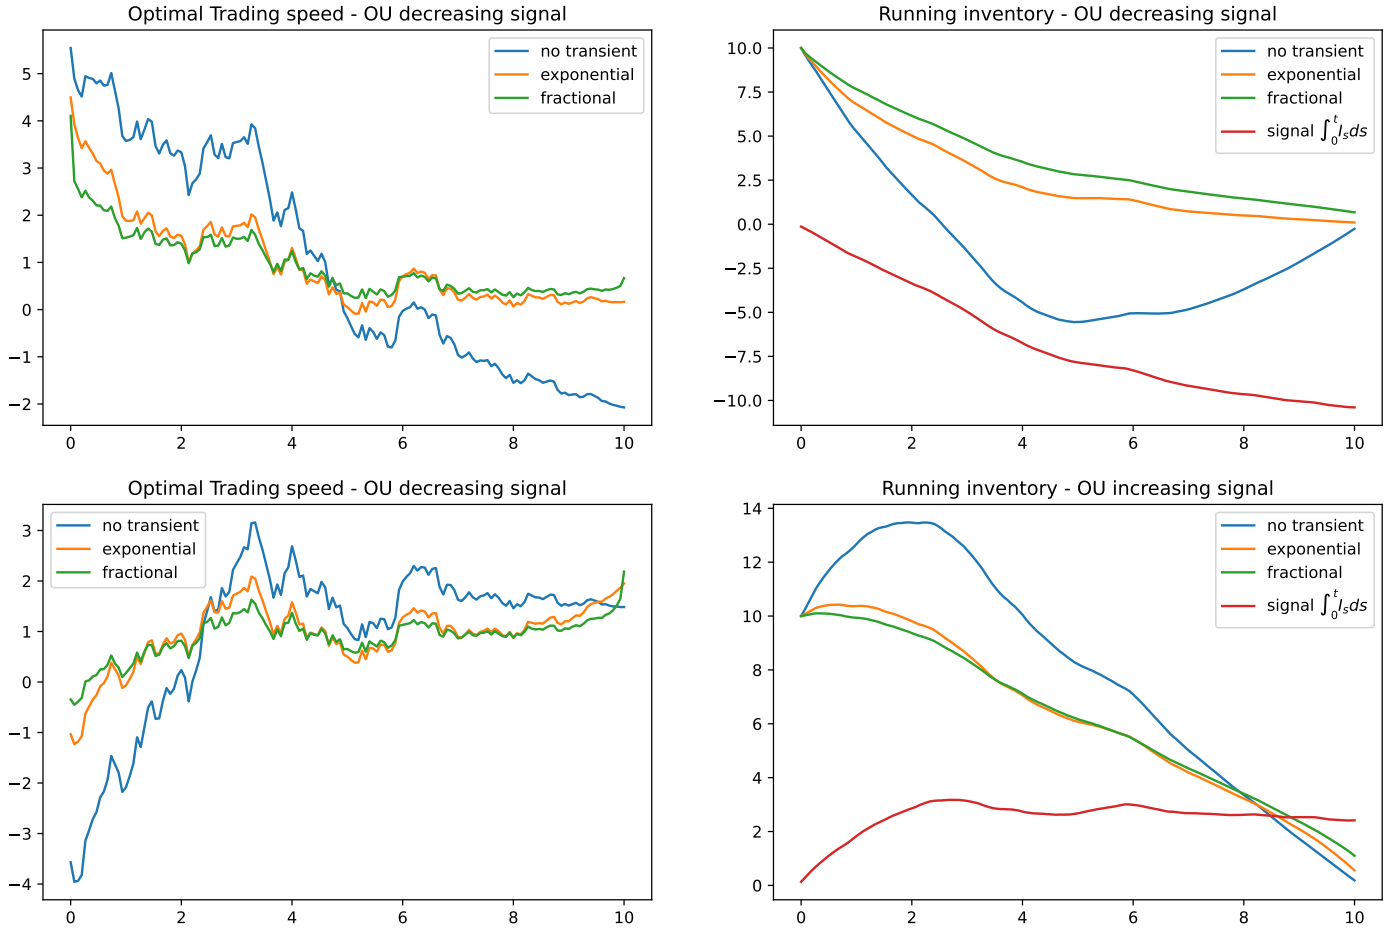 Optimal Trading speed - OU decreasing signal
no transient
exponential
fractional
5
4
3
2
1
0
−1
−2
0 2 4 6 8 10
Running inventory - OU decreasing signal
no transient
exponential
fractional
signal ∫₀ᵗ Iₛds
10.0
7.5
5.0
2.5
0.0
−2.5
−5.0
−7.5
−10.0
0 2 4 6 8 10
Optimal Trading speed - OU decreasing signal
no transient
exponential
fractional
3
2
1
0
−1
−2
−3
−4
0 2 4 6 8 10
Running inventory - OU increasing signal
no transient
exponential
fractional
signal ∫₀ᵗ Iₛds
14
12
10
8
6
4
2
0
0 2 4 6 8 10